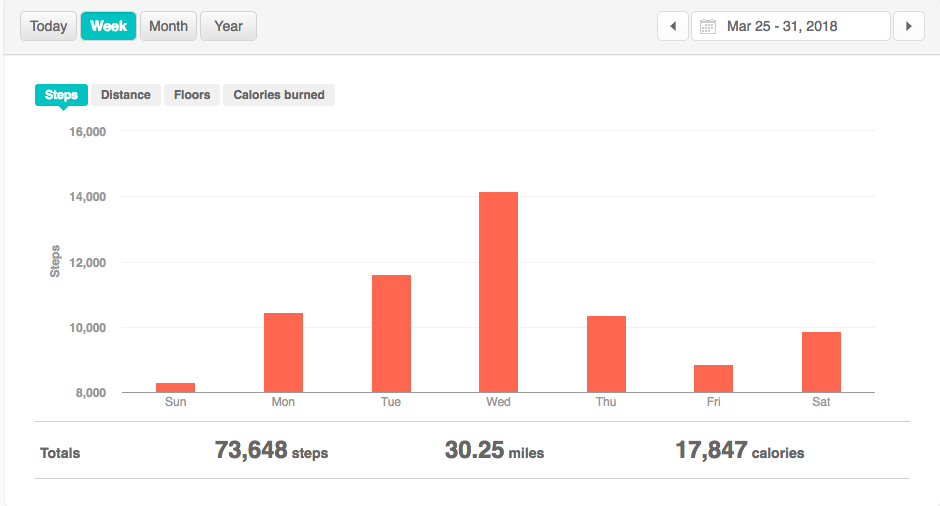 Today Week Month Year Mar 25 - 31, 2018
Steps Distance Floors Calories burned
16,000
14,000
12,000
10,000
8,000
Steps
Sun Mon Tue Wed Thu Fri Sat
Totals 73,648 steps 30.25 miles 17,847 calories